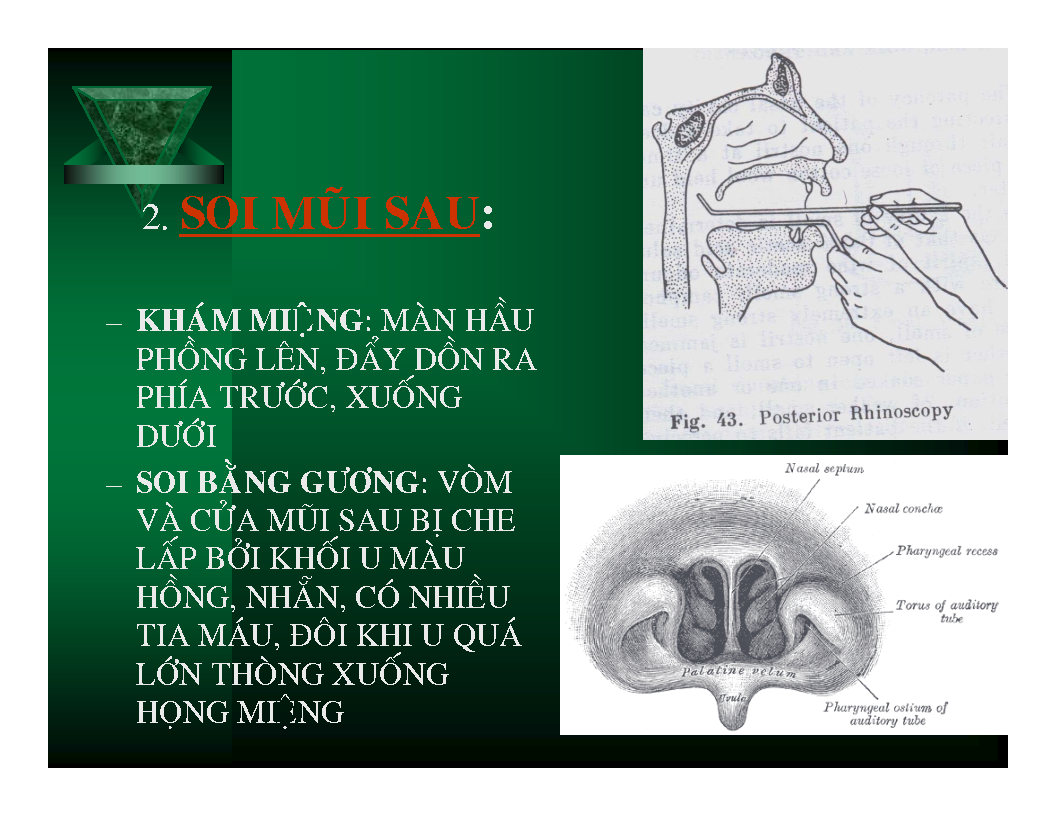 2. SOI MŨI SAU:
– KHÁM MIỆNG: MÀN HẦU
PHỒNG LÊN, ĐẨY DỒN RA
PHÍA TRƯỚC, XUỐNG
DƯỚI
– SOI BẰNG GƯƠNG: VÒM
VÀ CỬA MŨI SAU BỊ CHE
LẤP BỞI KHỐI U MÀU
HỒNG, NHẴN, CÓ NHIỀU
TIA MÁU, ĐÔI KHI U QUÁ
LỚN THÒNG XUỐNG
HỌNG MIỆNG
Fig. 43. Posterior Rhinoscopy
Nasal septum
Nasal conchæ
Pharyngeal recess
Torus of auditory
tube
Palatine velum
Uvula
Pharyngeal ostium of
auditory tube